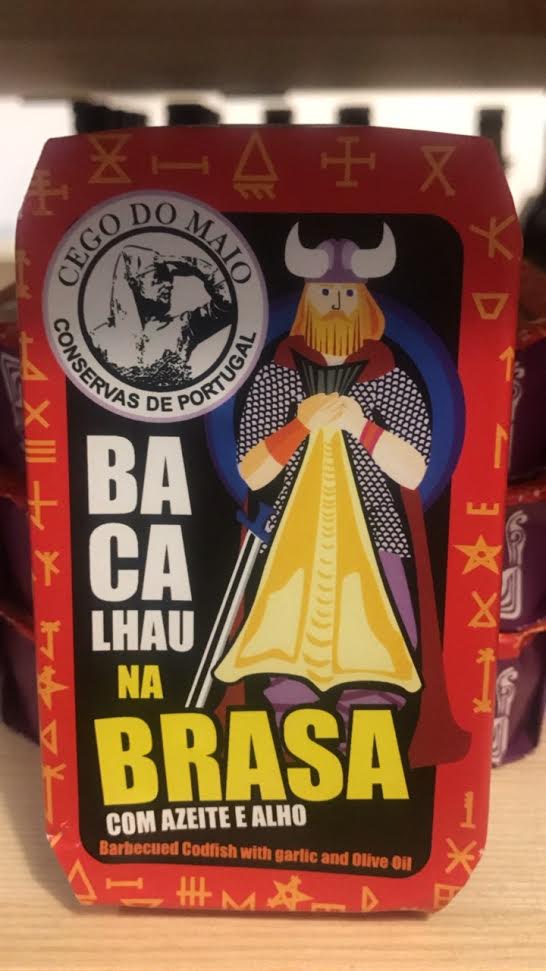 CEGO DO MAIO
CONSERVAS DE PORTUGAL
BA
CA
LHAU
NA
BRASA
COM AZEITE E ALHO
Barbecued Codfish with garlic and Olive Oil